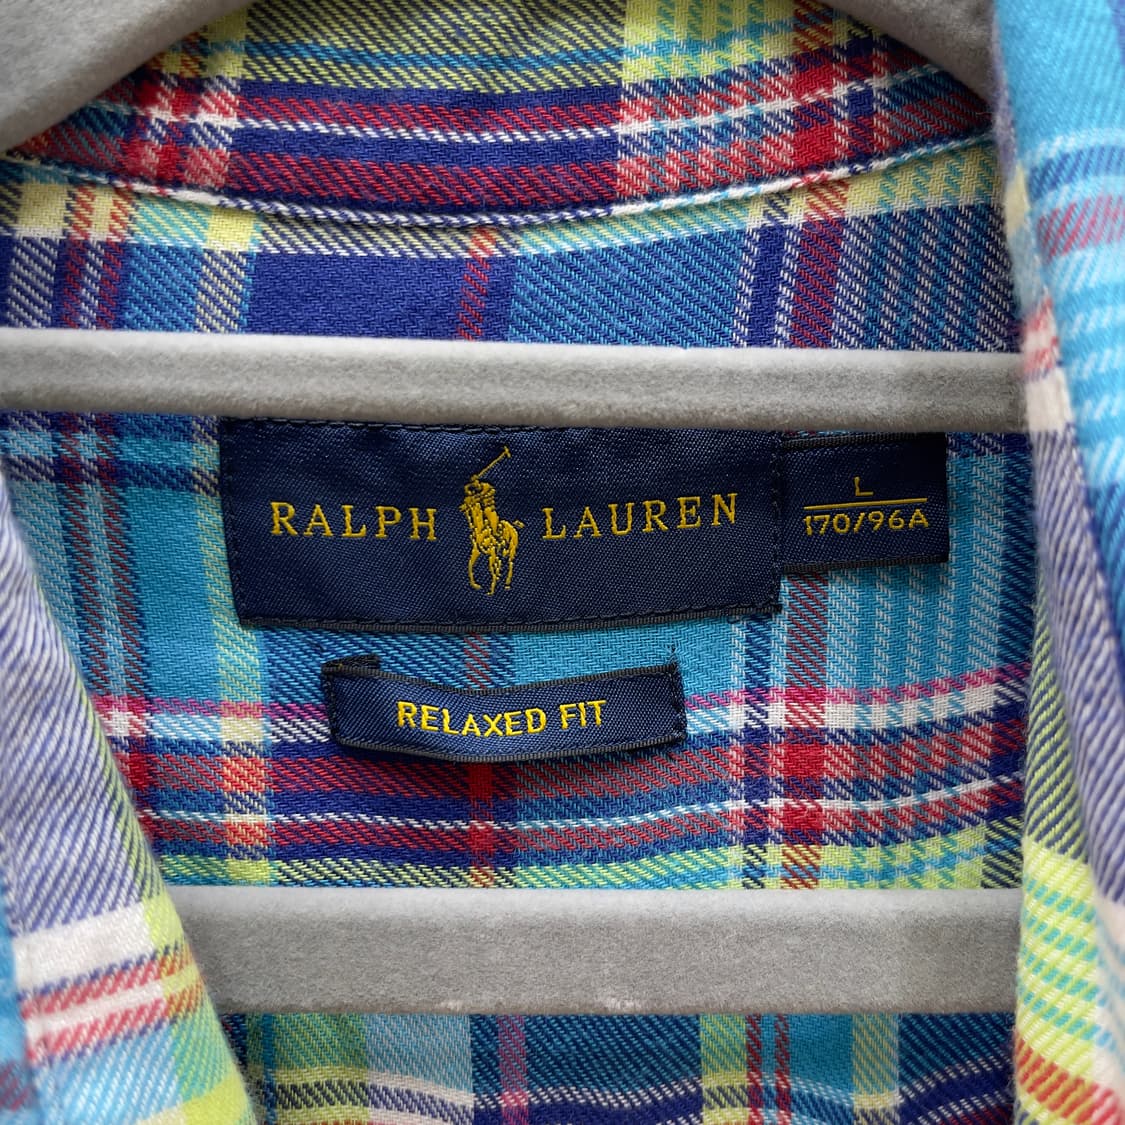 RALPH LAUREN
L
170/96A
RELAXED FIT